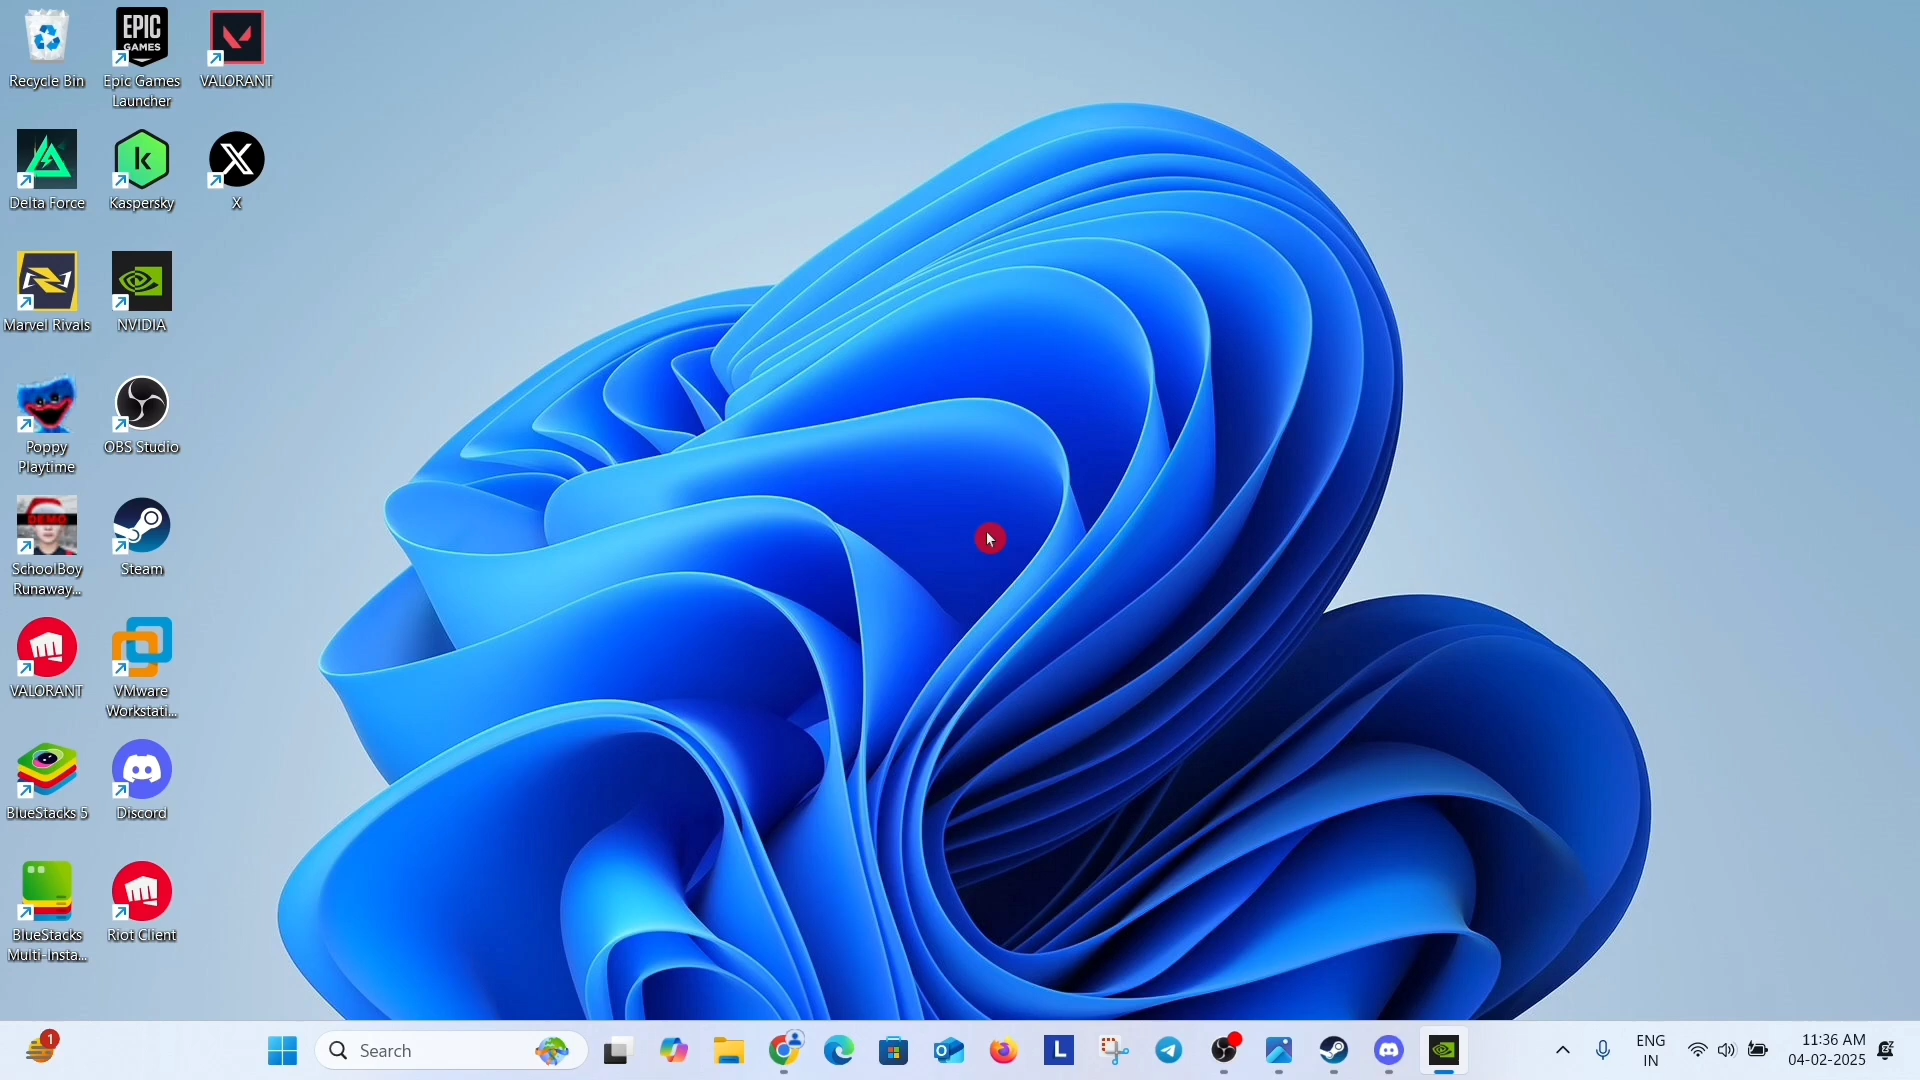 Recycle Bin
EPIC
GAMES
Epic Games
Launcher
VALORANT
Delta Force
k
Kaspersky
X
Marvel Rivals
NVIDIA
Poppy
Playtime
OBS Studio
DEMO
SchoolBoy
Runaway...
Steam
VALORANT
VMware
Workstati...
BlueStacks 5
Discord
BlueStacks
Multi-Insta...
Riot Client
1
Search
L
ENG
IN
11:36 AM
04-02-2025